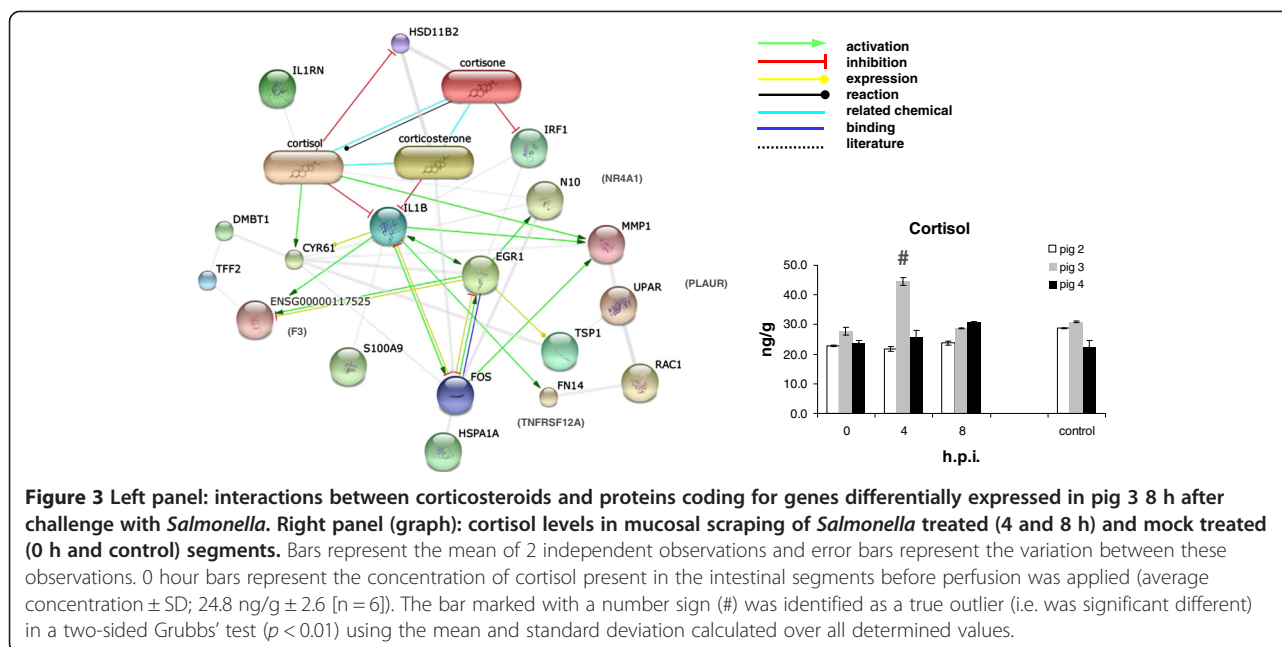 HSD11B2
cortisone
IL1RN
IRF1
cortisol
corticosterone
N10
(NR4A1)
IL1B
DMBT1
MMP1
CYR61
EGR1
TFF2
(PLAUR)
ENSG00000117525
UPAR
(F3)
TSP1
S100A9
RAC1
FOS
FN14
(TNFRSF12A)
HSPA1A
activation
inhibition
expression
reaction
related chemical
binding
literature
Cortisol
#
pig 2
pig 3
pig 4
50.0
40.0
30.0
20.0
10.0
0.0
ng/g
0 4 8 control
h.p.i.
Figure 3 Left panel: interactions between corticosteroids and proteins coding for genes differentially expressed in pig 3 8 h after
challenge with Salmonella. Right panel (graph): cortisol levels in mucosal scraping of Salmonella treated (4 and 8 h) and mock treated
(0 h and control) segments. Bars represent the mean of 2 independent observations and error bars represent the variation between these
observations. 0 hour bars represent the concentration of cortisol present in the intestinal segments before perfusion was applied (average
concentration ± SD; 24.8 ng/g ± 2.6 [n = 6]). The bar marked with a number sign (#) was identified as a true outlier (i.e. was significant different)
in a two-sided Grubbs' test (p < 0.01) using the mean and standard deviation calculated over all determined values.